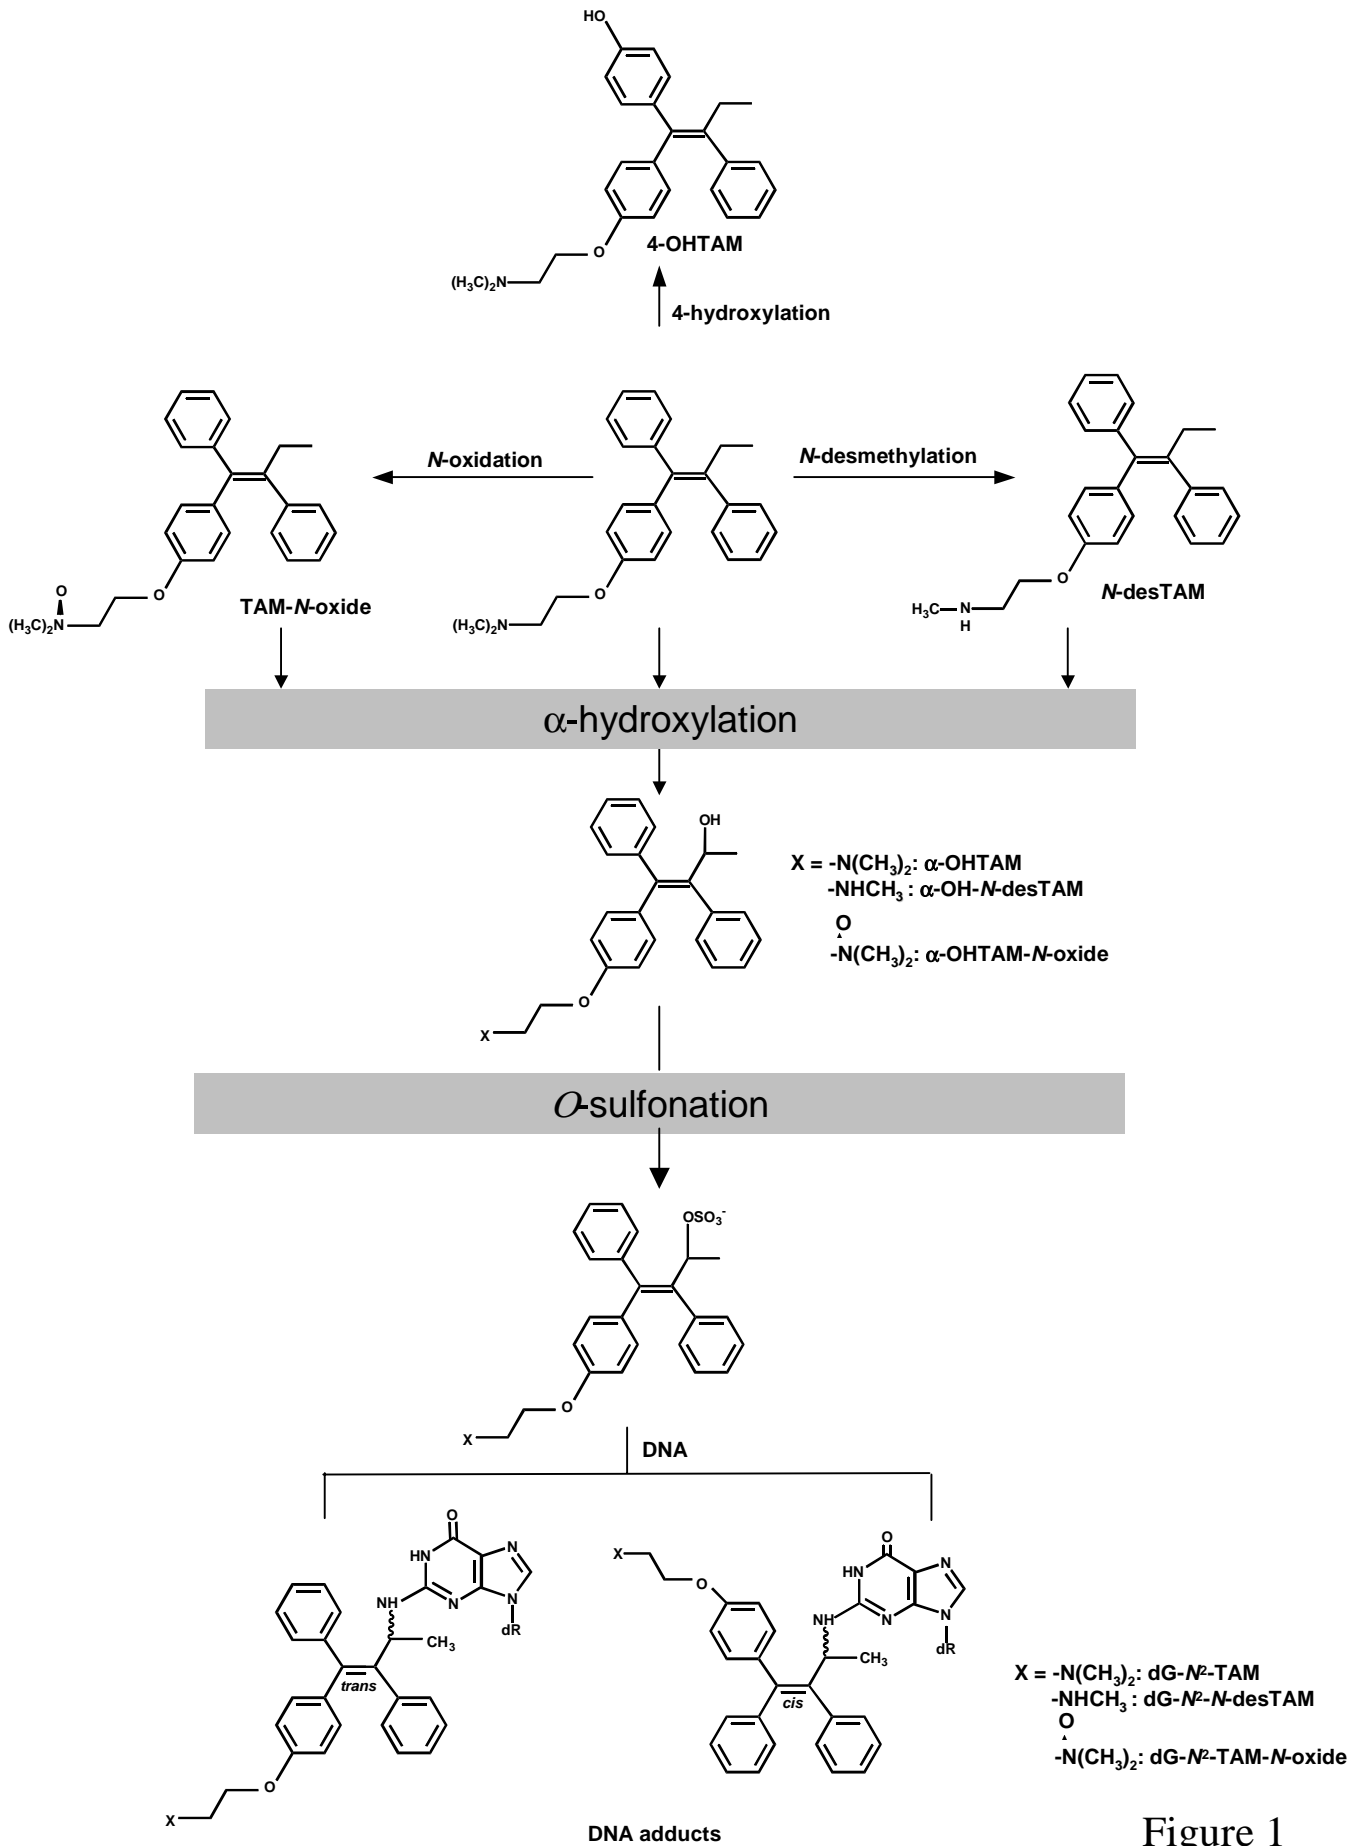 HO
O
(H3C)2N
4-OHTAM
4-hydroxylation
N-oxidation
N-desmethylation
O
O
(H3C)2N
TAM-N-oxide
O
(H3C)2N
O
H3C N
H
N-desTAM
α-hydroxylation
OH
O
X
X = -N(CH3)2: α-OHTAM
-NHCH3 : α-OH-N-desTAM
O
-N(CH3)2: α-OHTAM-N-oxide
O-sulfonation
OSO3-
O
X
DNA
O
HN
N
N
N
HN
dR
CH3
trans
O
X
X
O
O
HN
N
N
N
HN
dR
CH3
cis
X = -N(CH3)2: dG-N2-TAM
-NHCH3 : dG-N2-N-desTAM
O
-N(CH3)2: dG-N2-TAM-N-oxide
DNA adducts
Figure 1